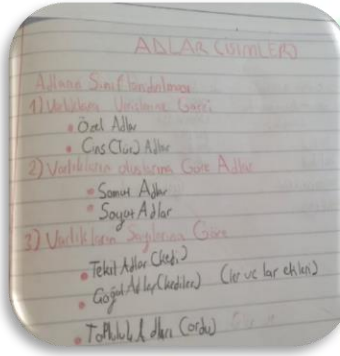 ADLAR (İSİMLER)
Adların Sınıflandırılması
1) Varlıklara Verilişine Göre:
• Özel Adlar
• Cins (Tür) Adlar
2) Varlıkların oluşlarına Göre Adlar
• Somut Adlar
• Soyut Adlar
3) Varlıkların Sayılarına Göre
• Tekil Adlar (kedi)
• Çoğul Adlar (kediler) (ler ve lar ekleri)
• Topluluk Adları (ordu)